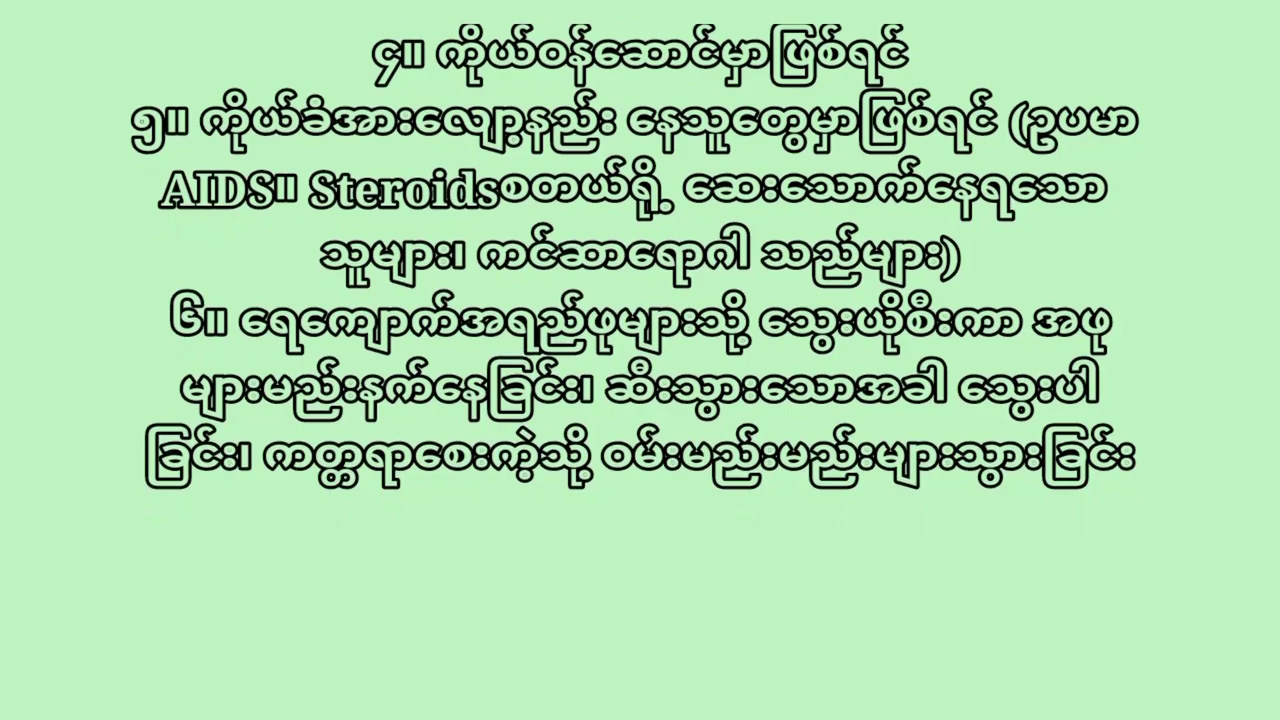 ၄။ ကိုယ်ဝန်ဆောင်မှာဖြစ်ရင်
၅။ ကိုယ်ခံအားလျော့နည်း နေသူတွေမှာဖြစ်ရင် (ဥပမာ
AIDS။ Steroidsစတယ်ရို့ ဆေးသောက်နေရသော
သူများ၊ ကင်ဆာရောဂါ သည်များ)
၆။ ရေကျောက်အရည်ဖုများသို့ သွေးယိုစီးကာ အဖု
များမည်းနက်နေခြင်း၊ ဆီးသွားသောအခါ သွေးပါ
ခြင်း၊ ကတ္တရာစေးကဲ့သို့ ဝမ်းမည်းမည်းများသွားခြင်း